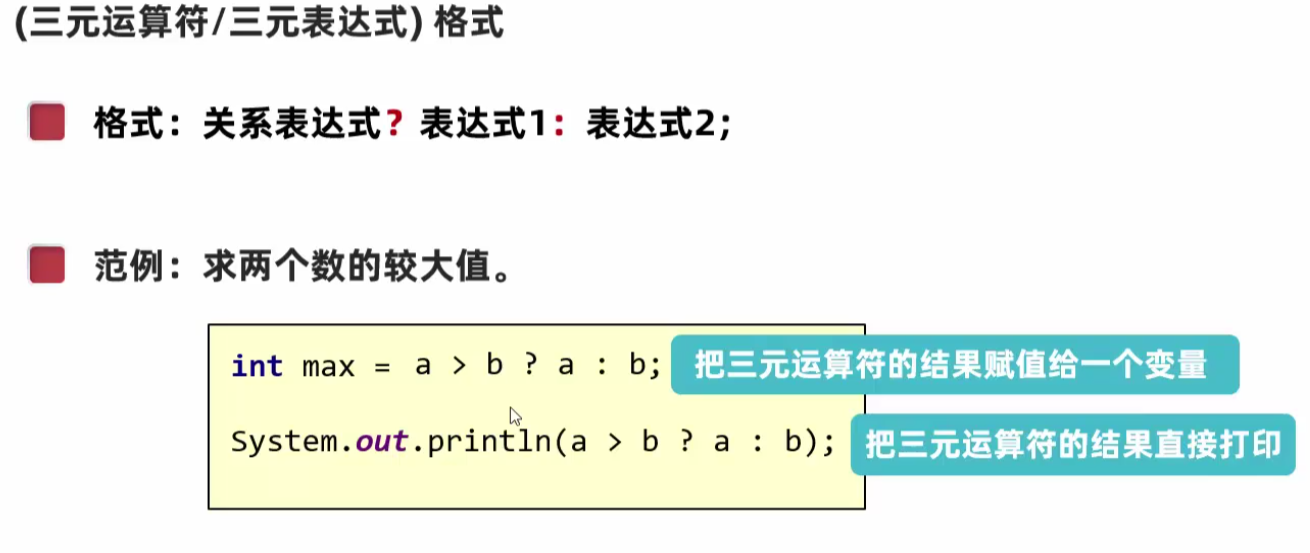 (三元运算符/三元表达式) 格式
格式：关系表达式？表达式1：表达式2；
范例：求两个数的较大值。
int max = a > b ? a : b; 把三元运算符的结果赋值给一个变量
System.out.println(a > b ? a : b); 把三元运算符的结果直接打印